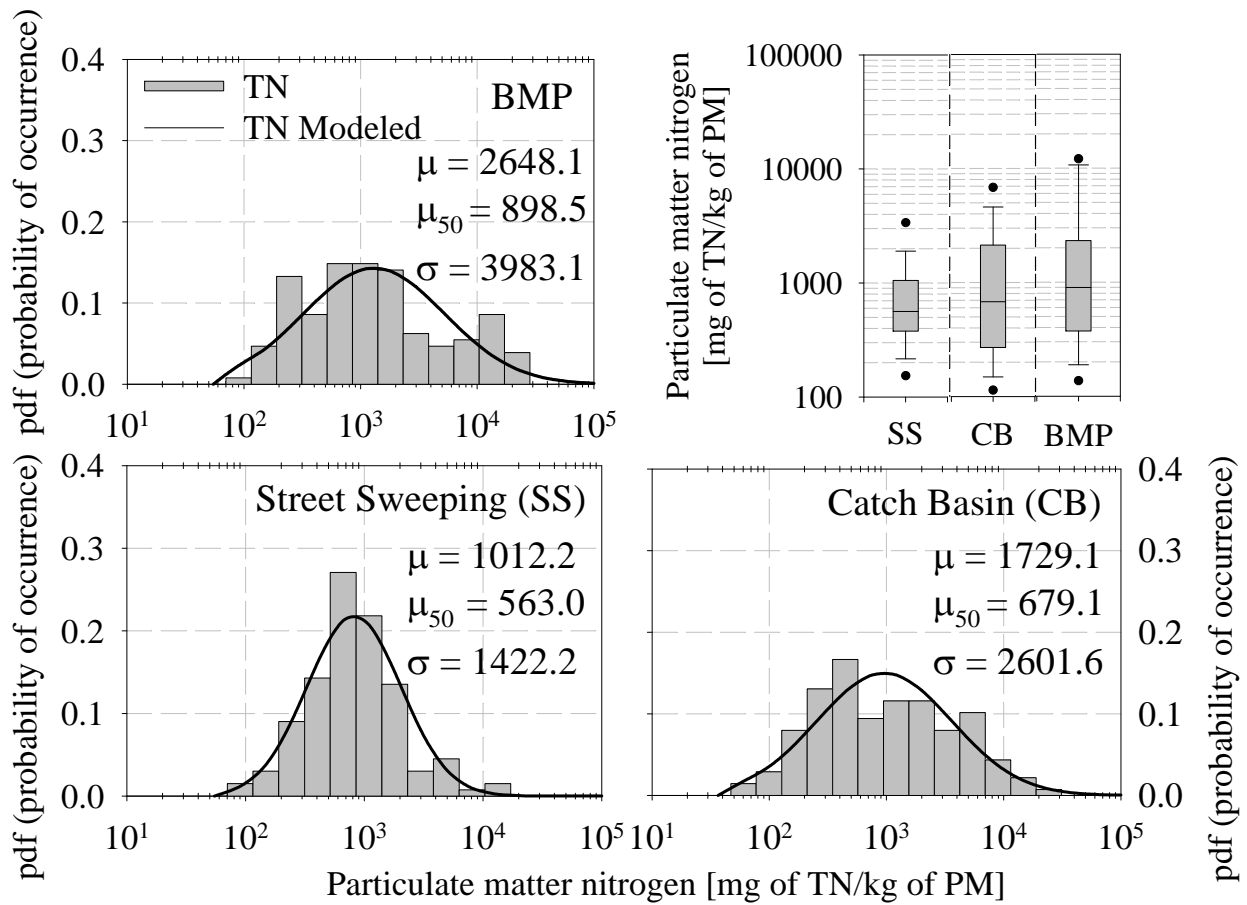 pdf (probability of occurrence)
0.4
0.3
0.2
0.1
0.0
TN
TN Modeled
BMP
μ = 2648.1
μ50 = 898.5
σ = 3983.1
10¹ 10² 10³ 10⁴ 10⁵
Particulate matter nitrogen
[mg of TN/kg of PM]
100000
10000
1000
100
SS CB BMP
pdf (probability of occurrence)
0.4
0.3
0.2
0.1
0.0
Street Sweeping (SS)
μ = 1012.2
μ50 = 563.0
σ = 1422.2
10¹ 10² 10³ 10⁴ 10⁵
Catch Basin (CB)
μ = 1729.1
μ50 = 679.1
σ = 2601.6
0.4
0.3
0.2
0.1
0.0
pdf (probability of occurrence)
10¹ 10² 10³ 10⁴ 10⁵
Particulate matter nitrogen [mg of TN/kg of PM]